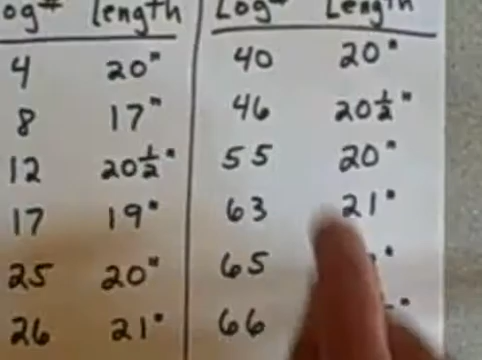 og# Length Log# Length
4 20" 40 20"
8 17" 46 20½"
12 20½" 55 20"
17 19" 63 21"
25 20" 65
26 21" 66